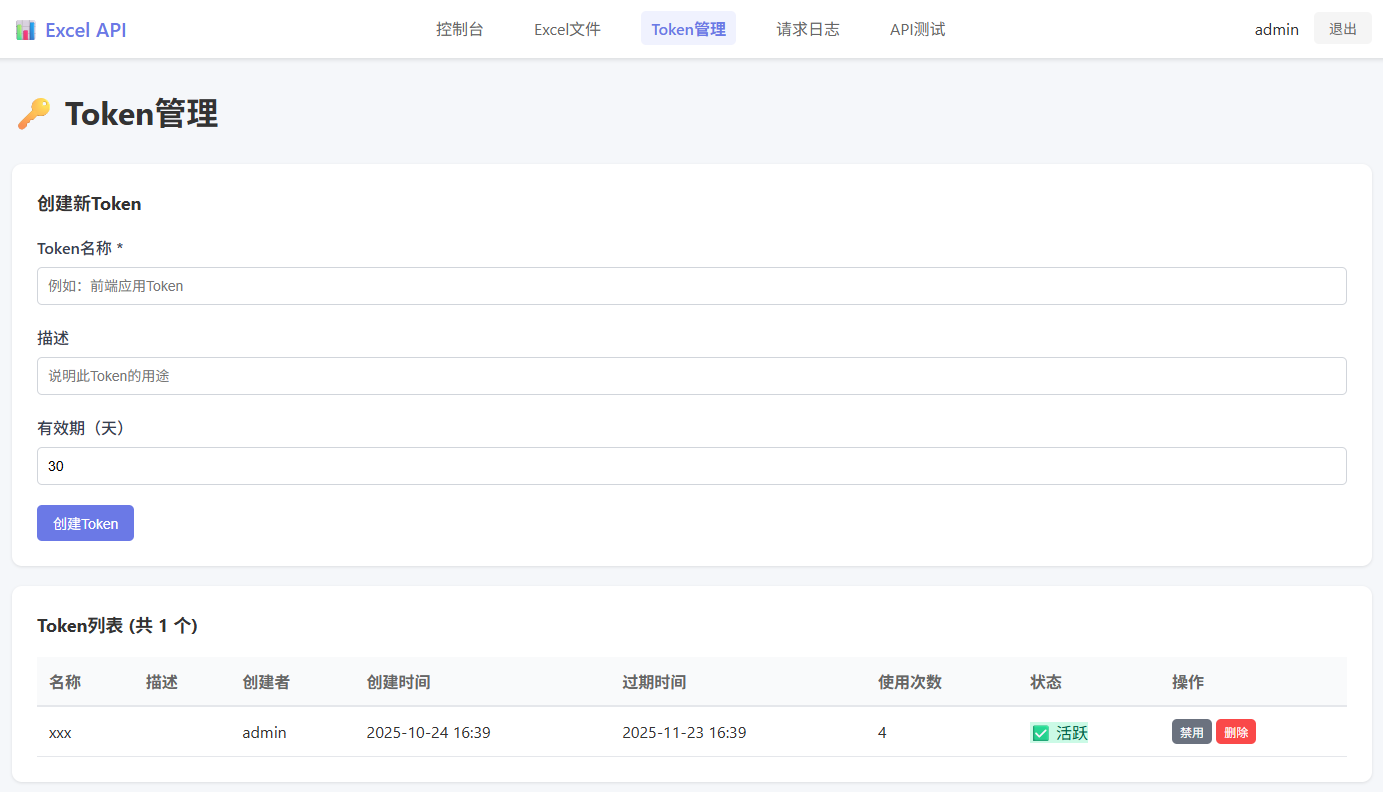 Excel API 控制台 Excel文件 Token管理 请求日志 API测试 admin 退出
Token管理
创建新Token
Token名称 *
例如：前端应用Token
描述
说明此Token的用途
有效期（天）
30
创建Token
Token列表 (共 1 个)
名称 描述 创建者 创建时间 过期时间 使用次数 状态 操作
xxx admin 2025-10-24 16:39 2025-11-23 16:39 4 活跃 禁用 删除